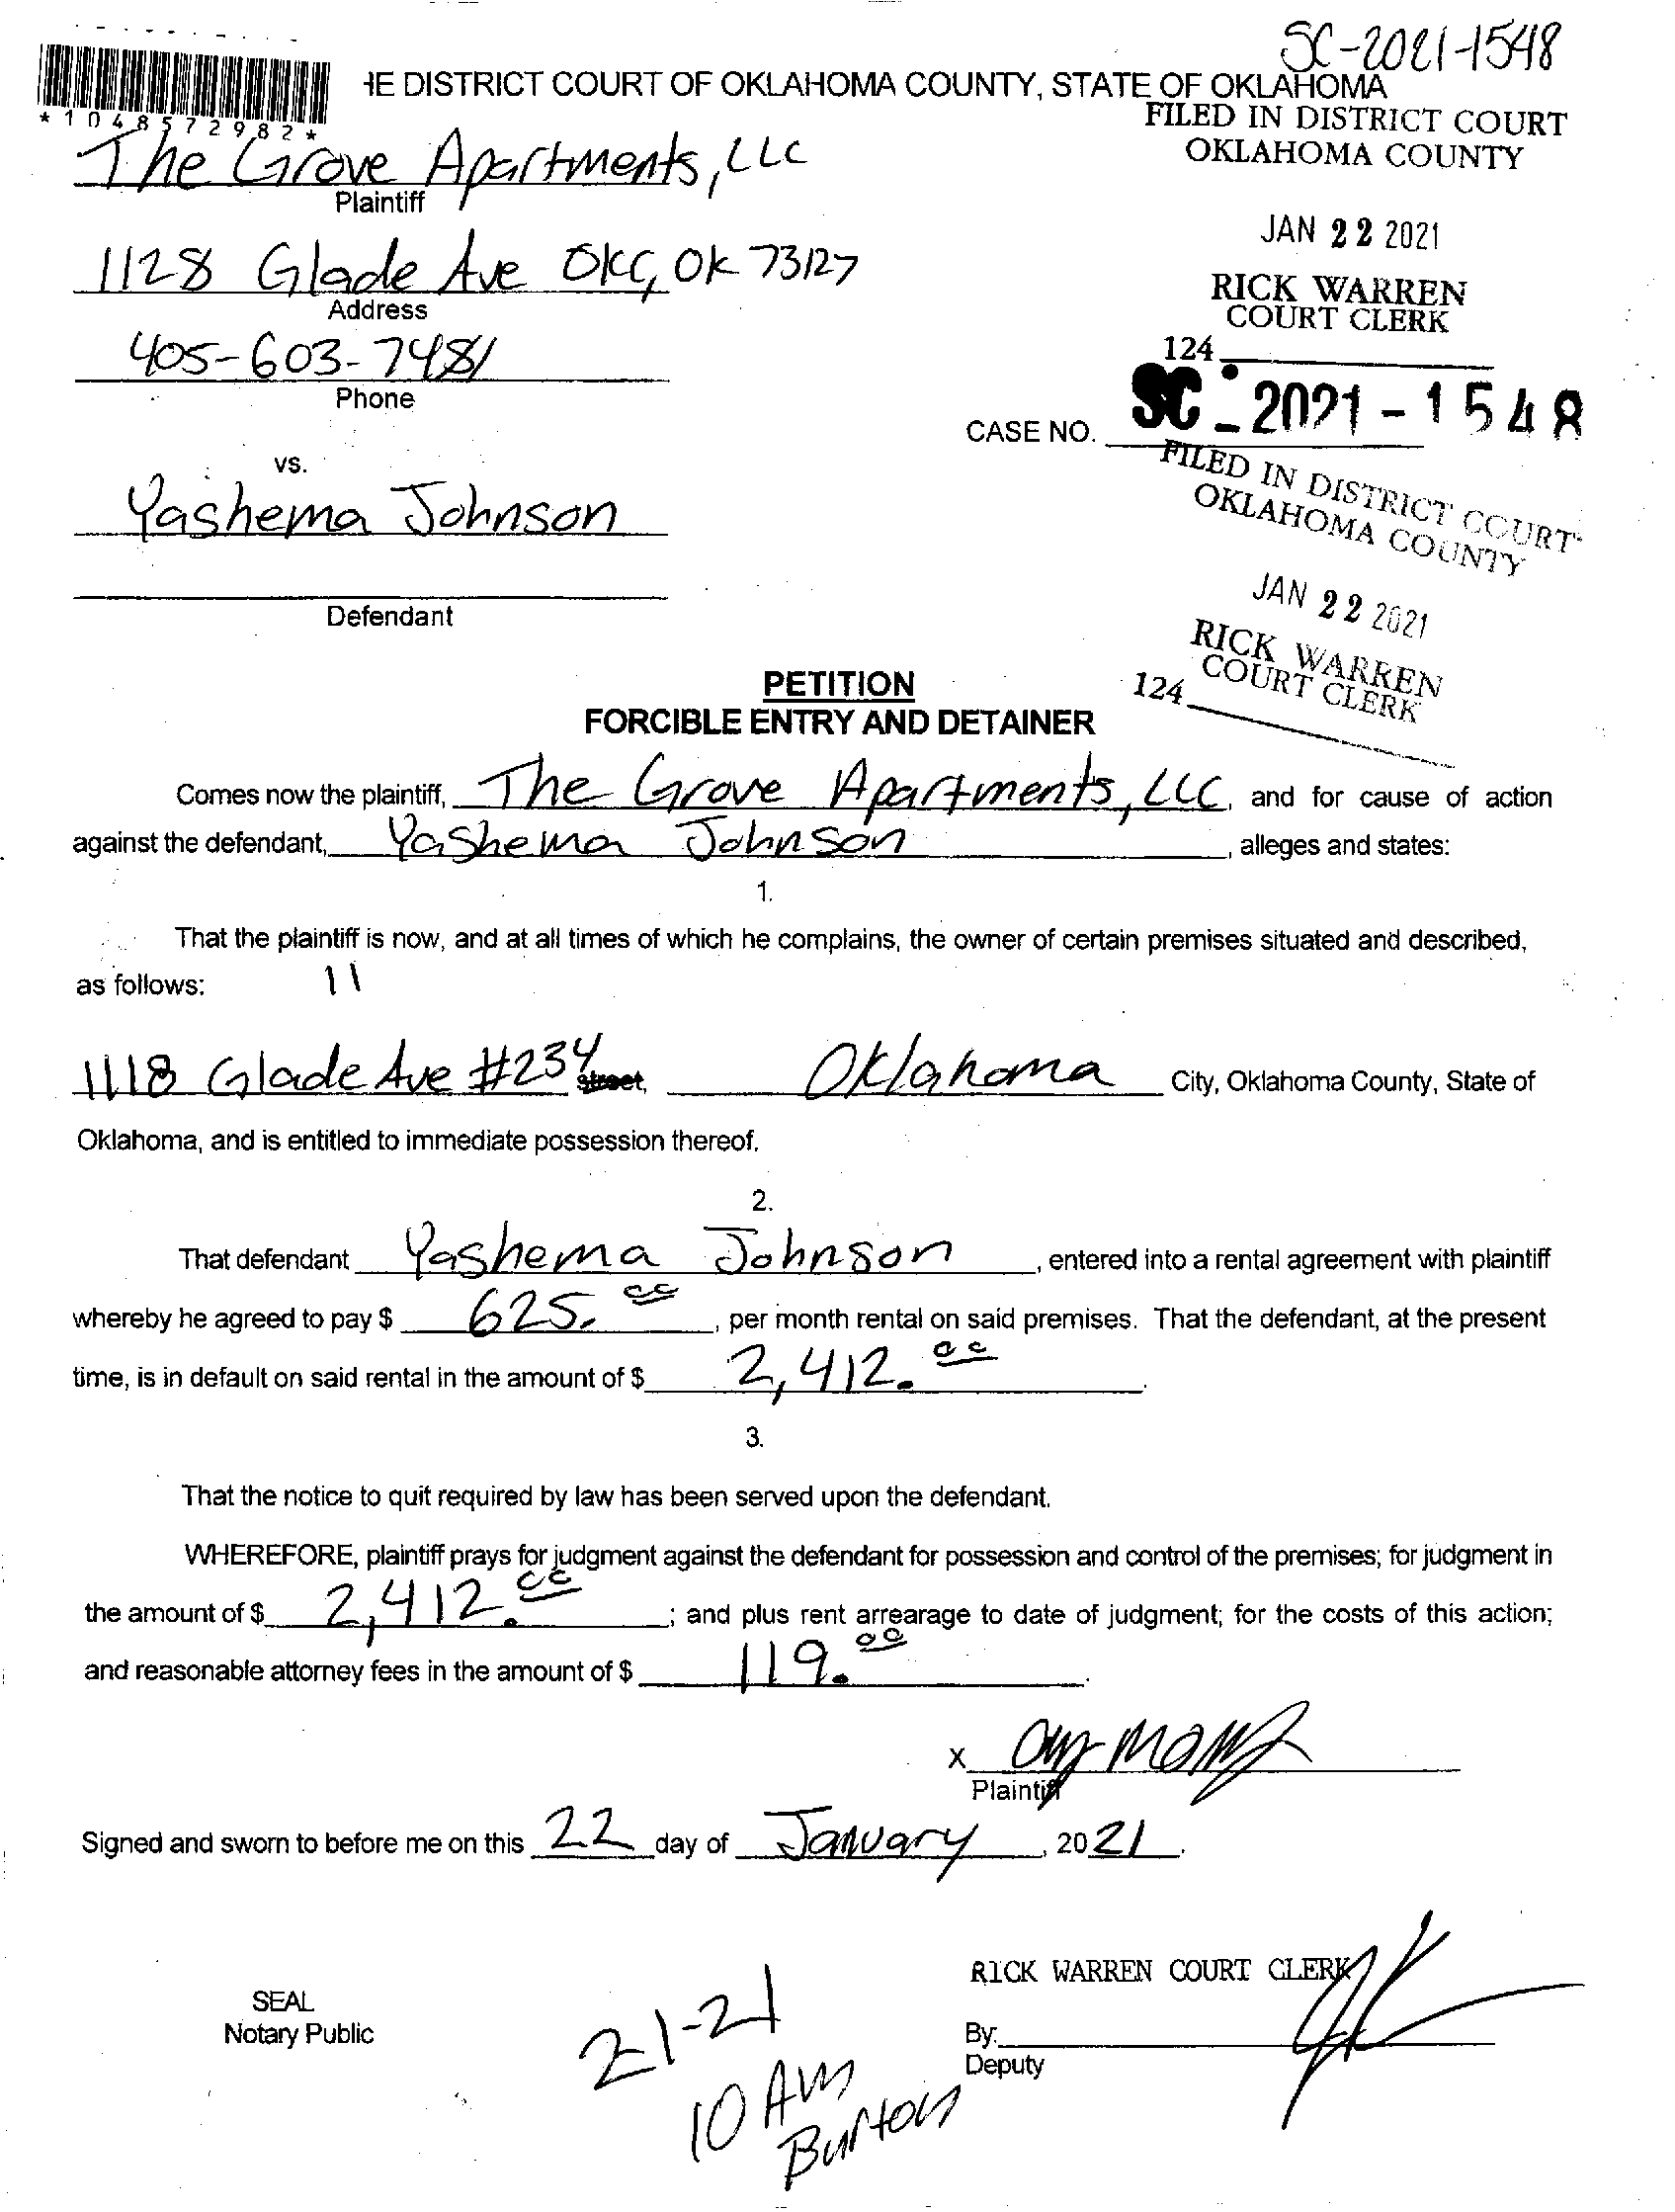 SC-2021-1548
HE DISTRICT COURT OF OKLAHOMA COUNTY, STATE OF OKLAHOMA
*1048572982*
FILED IN DISTRICT COURT
OKLAHOMA COUNTY
The Grove Apartments, LLC
Plaintiff
JAN 22 2021
1128 Glade Ave OKC, OK 73127
Address
RICK WARREN
COURT CLERK
124
405-603-7481
Phone
CASE NO. SC-2021-1548
vs.
FILED IN DISTRICT COURT
OKLAHOMA COUNTY
Yashema Johnson
JAN 22 2021
Defendant
RICK WARREN
COURT CLERK
124
PETITION
FORCIBLE ENTRY AND DETAINER
Comes now the plaintiff, The Grove Apartments, LLC, and for cause of action
against the defendant, Yashema Johnson, alleges and states:
1.
That the plaintiff is now, and at all times of which he complains, the owner of certain premises situated and described,
as follows: 11
1118 Glade Ave #234 street, Oklahoma City, Oklahoma County, State of
Oklahoma, and is entitled to immediate possession thereof.
2.
That defendant Yashema Johnson, entered into a rental agreement with plaintiff
whereby he agreed to pay $ 625.00, per month rental on said premises. That the defendant, at the present
time, is in default on said rental in the amount of $ 2,412.00.
3.
That the notice to quit required by law has been served upon the defendant.
WHEREFORE, plaintiff prays for judgment against the defendant for possession and control of the premises; for judgment in
the amount of $ 2,412.00; and plus rent arrearage to date of judgment; for the costs of this action;
and reasonable attorney fees in the amount of $ 119.00.
X
Plaintiff
Signed and sworn to before me on this 22 day of January, 2021.
RICK WARREN COURT CLERK
SEAL
Notary Public
By:
Deputy
2-1-21
10 AM
Burton